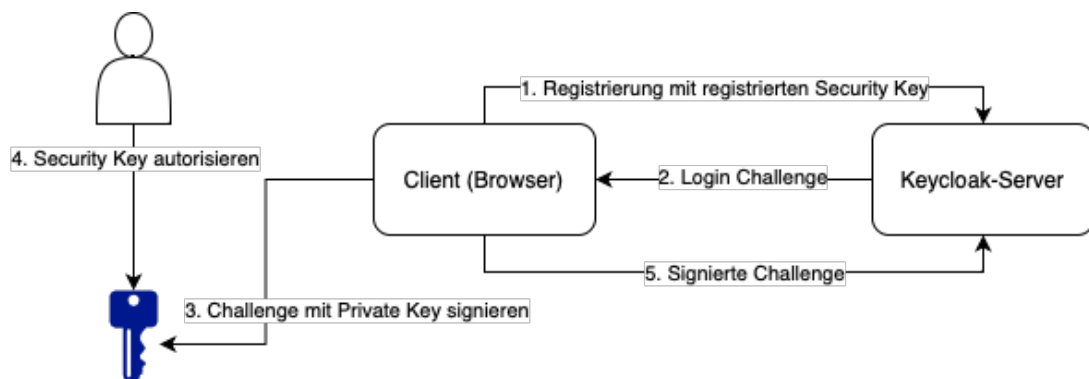 1. Registrierung mit registrierten Security Key
4. Security Key autorisieren
Client (Browser)
2. Login Challenge
Keycloak-Server
5. Signierte Challenge
3. Challenge mit Private Key signieren